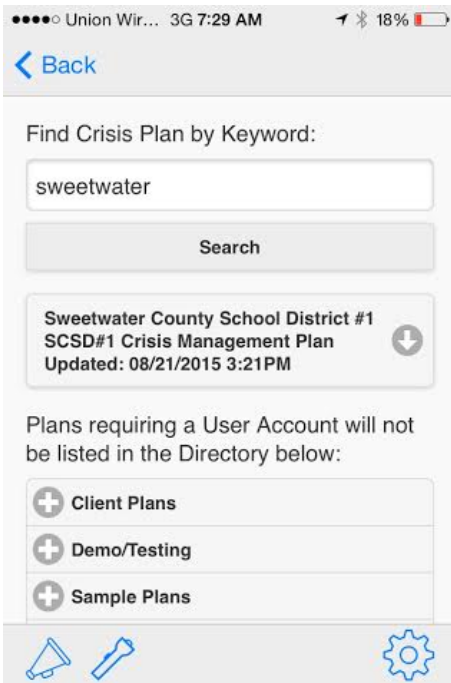 Union Wir... 3G 7:29 AM 18%
Back
Find Crisis Plan by Keyword:
sweetwater
Search
Sweetwater County School District #1
SCSD#1 Crisis Management Plan
Updated: 08/21/2015 3:21PM
Plans requiring a User Account will not
be listed in the Directory below:
Client Plans
Demo/Testing
Sample Plans